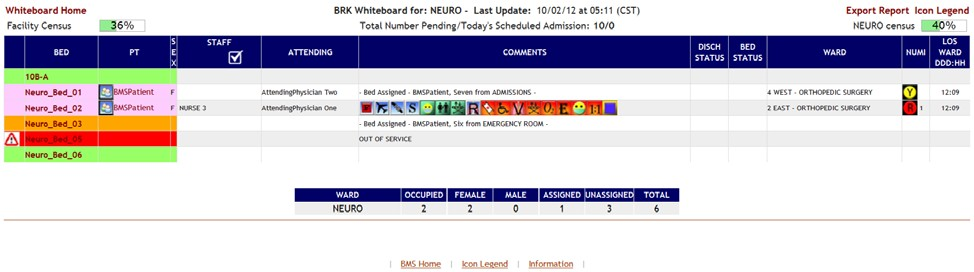 Whiteboard Home
BRK Whiteboard for: NEURO - Last Update: 10/02/12 at 05:11 (CST)
Export Report Icon Legend
Facility Census 36%
Total Number Pending/Today's Scheduled Admission: 10/0
NEURO census 40%
BED PT SEX STAFF ATTENDING COMMENTS DISCH STATUS BED STATUS WARD NUMI LOS WARD DDD:HH
10B-A
Neuro_Bed_01 BMSPatient F AttendingPhysician Two - Bed Assigned - BMSPatient, Seven from ADMISSIONS - 4 WEST - ORTHOPEDIC SURGERY Y 12:09
Neuro_Bed_02 BMSPatient F NURSE 3 AttendingPhysician One S R V E 11 2 EAST - ORTHOPEDIC SURGERY R 1 12:09
Neuro_Bed_03 - Bed Assigned - BMSPatient, Six from EMERGENCY ROOM -
Neuro_Bed_05 OUT OF SERVICE
Neuro_Bed_06
WARD OCCUPIED FEMALE MALE ASSIGNED UNASSIGNED TOTAL
NEURO 2 2 0 1 3 6
| BMS Home | Icon Legend | Information |